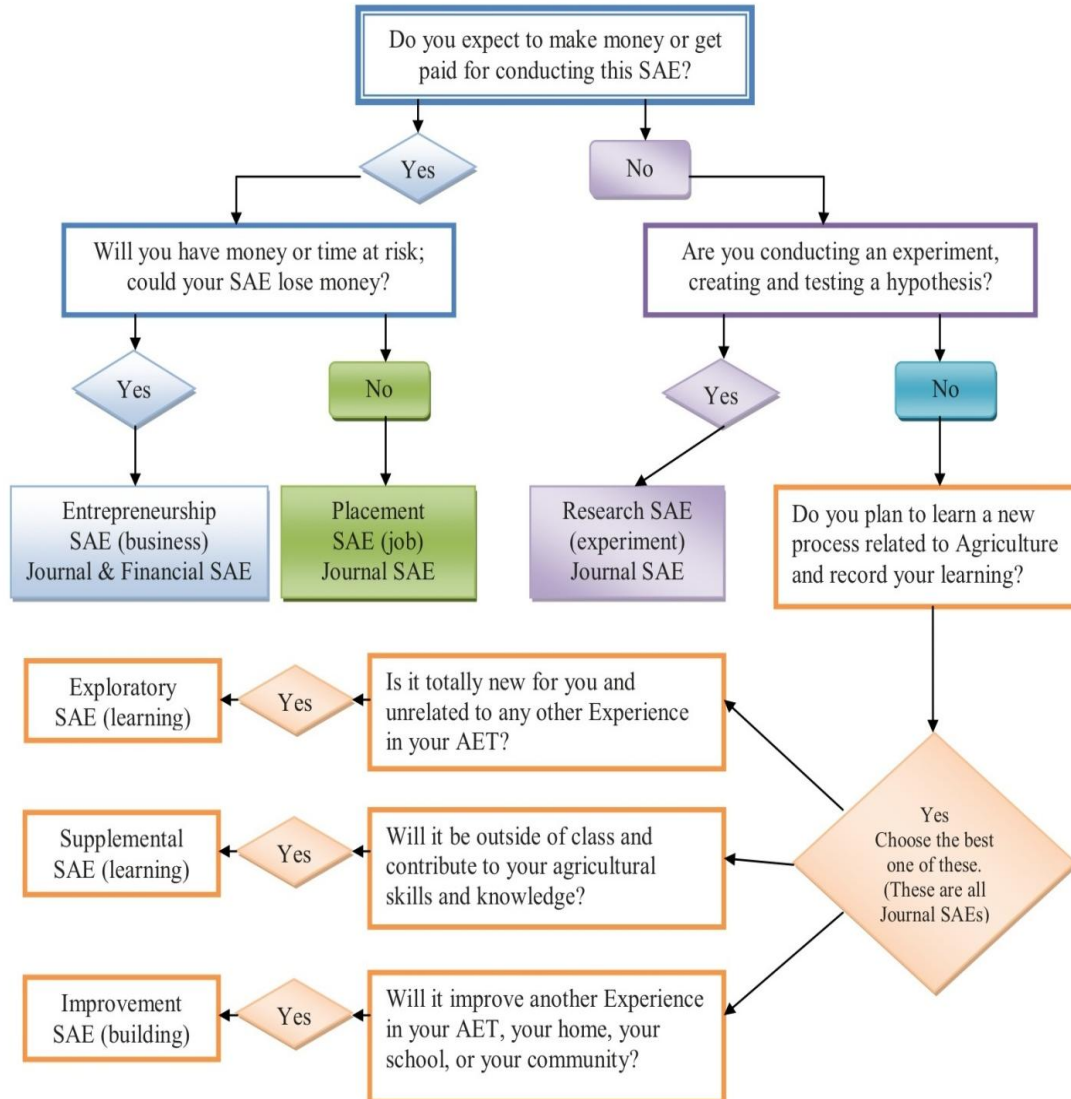 Do you expect to make money or get
paid for conducting this SAE?
Yes
No
Will you have money or time at risk;
could your SAE lose money?
Are you conducting an experiment,
creating and testing a hypothesis?
Yes
No
Yes
No
Entrepreneurship
SAE (business)
Journal & Financial SAE
Placement
SAE (job)
Journal SAE
Research SAE
(experiment)
Journal SAE
Do you plan to learn a new
process related to Agriculture
and record your learning?
Exploratory
SAE (learning)
Yes
Is it totally new for you and
unrelated to any other Experience
in your AET?
Supplemental
SAE (learning)
Yes
Will it be outside of class and
contribute to your agricultural
skills and knowledge?
Yes
Choose the best
one of these.
(These are all
Journal SAEs)
Improvement
SAE (building)
Yes
Will it improve another Experience
in your AET, your home, your
school, or your community?